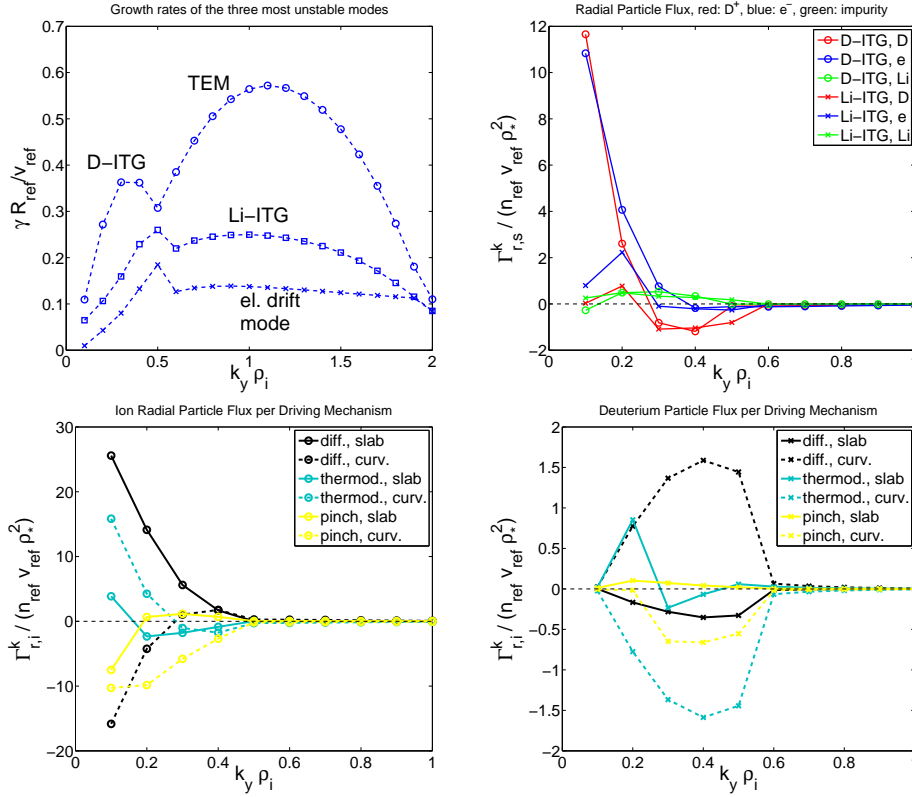 Growth rates of the three most unstable modes
0.7
0.6
0.5
0.4
0.3
0.2
0.1
0
γ R_ref/v_ref
TEM
D−ITG
Li−ITG
el. drift
mode
0 0.5 1 1.5 2
k_y ρ_i
Radial Particle Flux, red: D⁺, blue: e⁻, green: impurity
12
10
8
6
4
2
0
−2
Γ^k_r,s / (n_ref v_ref ρ_*^2)
D−ITG, D
D−ITG, e
D−ITG, Li
Li−ITG, D
Li−ITG, e
Li−ITG, Li
0 0.2 0.4 0.6 0.8
k_y ρ_i
Ion Radial Particle Flux per Driving Mechanism
30
20
10
0
−10
−20
Γ^k_r,i / (n_ref v_ref ρ_*^2)
diff., slab
diff., curv.
thermod., slab
thermod., curv.
pinch, slab
pinch, curv.
0 0.2 0.4 0.6 0.8 1
k_y ρ_i
Deuterium Particle Flux per Driving Mechanism
2
1.5
1
0.5
0
−0.5
−1
−1.5
−2
Γ^k_r,i / (n_ref v_ref ρ_*^2)
diff., slab
diff., curv.
thermod., slab
thermod., curv.
pinch, slab
pinch, curv.
0 0.2 0.4 0.6 0.8
k_y ρ_i